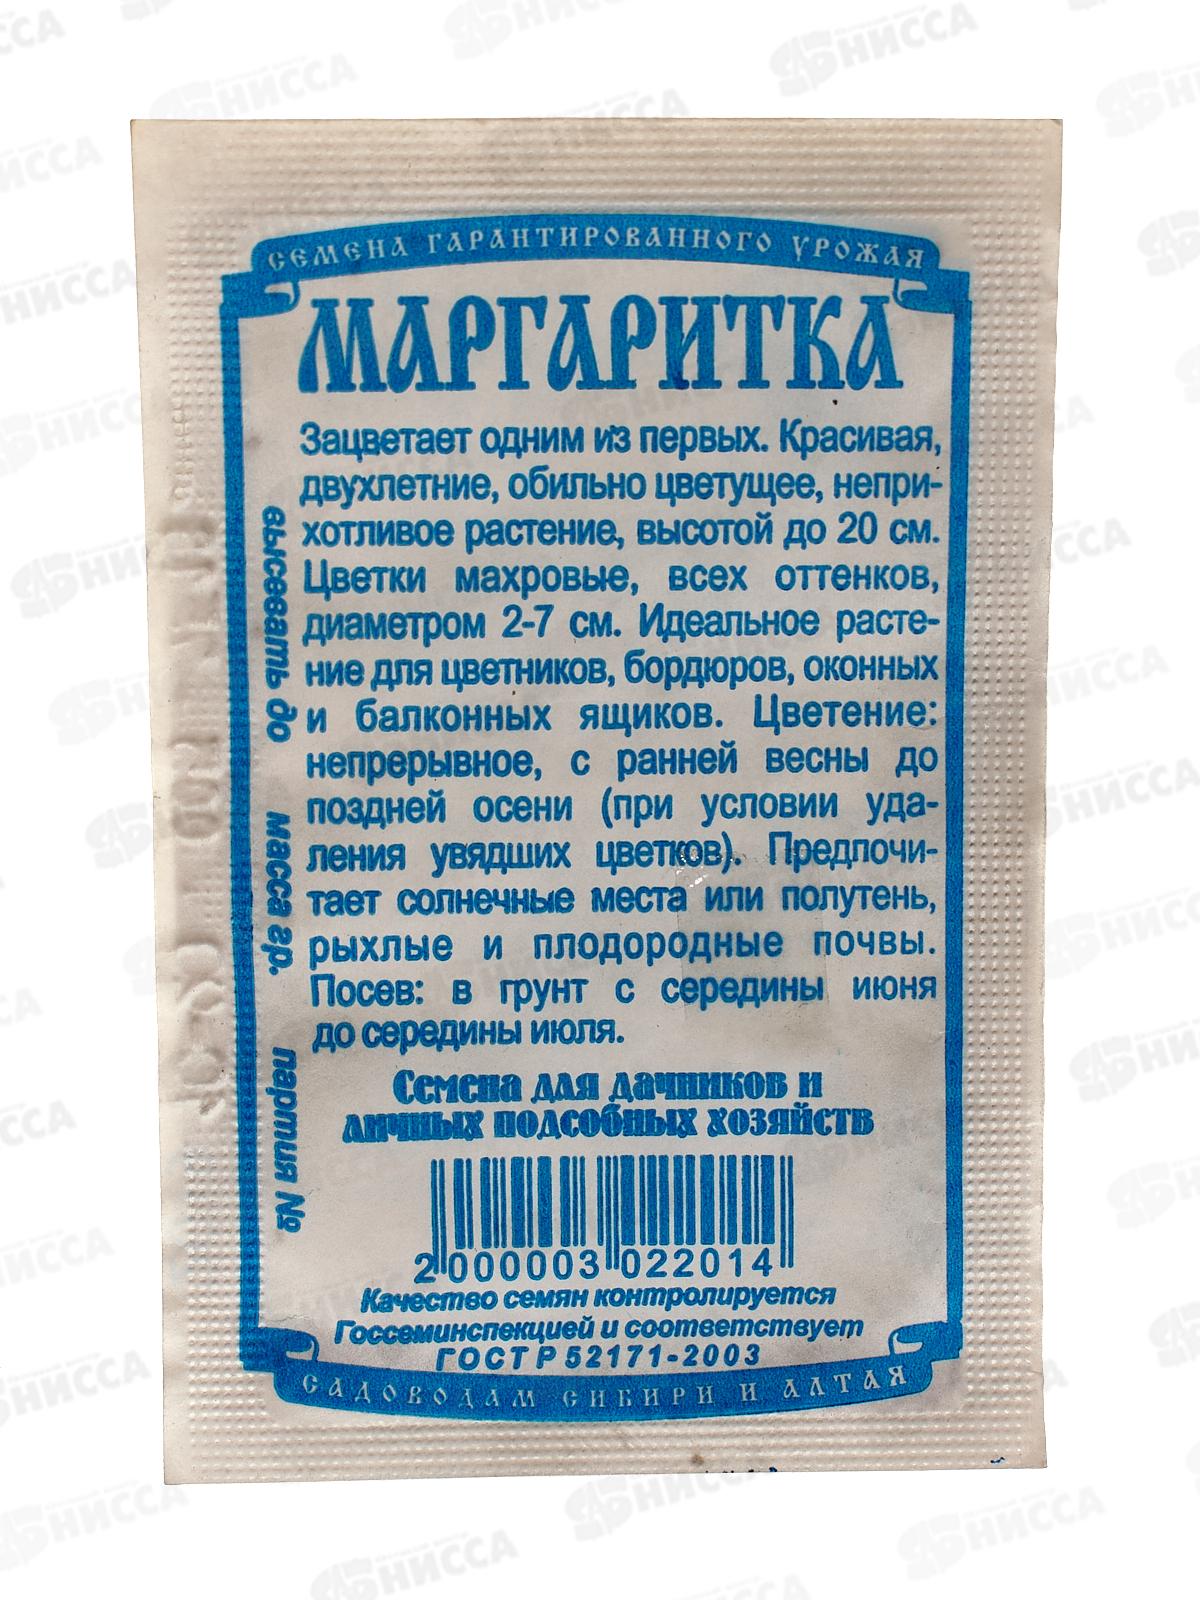 СЕМЕНА ГАРАНТИРОВАННОГО УРОЖАЯ
МАРГАРИТКА
Зацветает одним из первых. Красивая,
двухлетние, обильно цветущее, непри-
хотливое растение, высотой до 20 см.
Цветки махровые, всех оттенков,
диаметром 2-7 см. Идеальное расте-
ние для цветников, бордюров, оконных
и балконных ящиков. Цветение:
непрерывное, с ранней весны до
поздней осени (при условии уда-
ления увядших цветков). Предпочи-
тает солнечные места или полутень,
рыхлые и плодородные почвы.
Посев: в грунт с середины июня
до середины июля.
высевать до масса гр. партия №
Семена для дачников и
личных подсобных хозяйств
2 000003 022014
Качество семян контролируется
Госсеминспекцией и соответствует
ГОСТ Р 52171-2003
САДОВОДАМ СИБИРИ И АЛТАЯ
НИССА